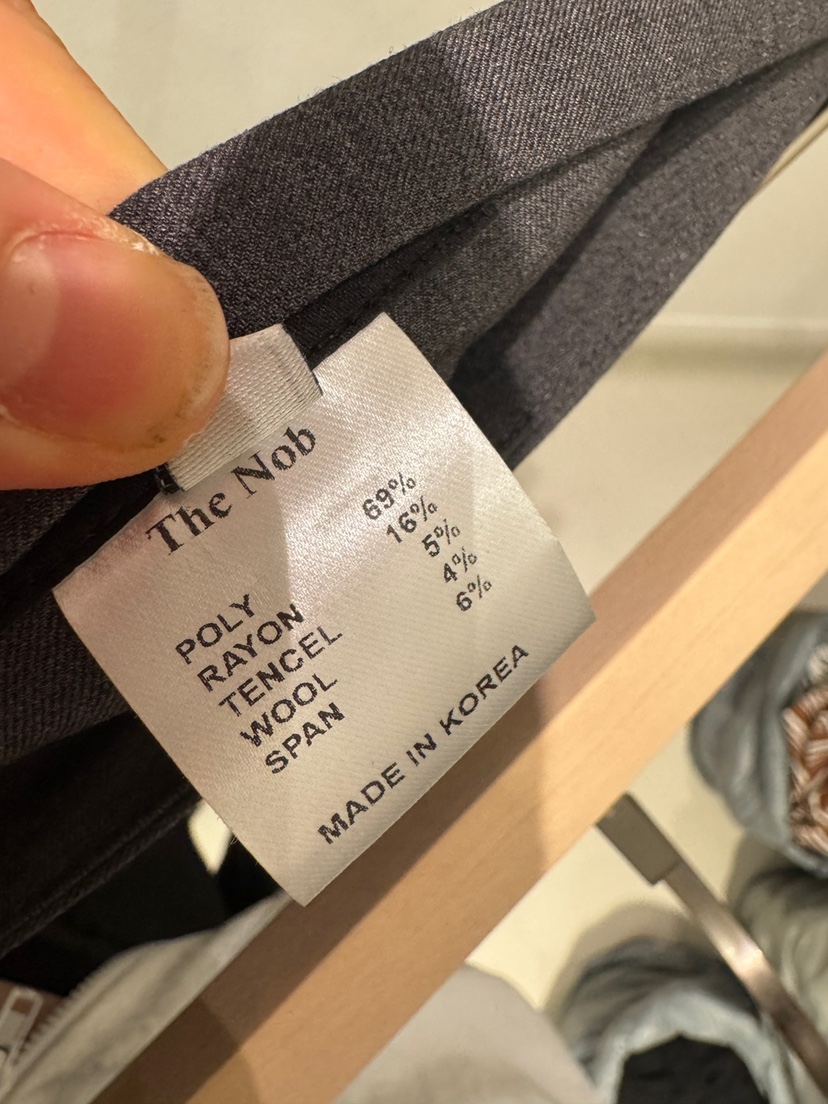 The Nob
POLY 69%
RAYON 16%
TENCEL 5%
WOOL 4%
SPAN 6%
MADE IN KOREA